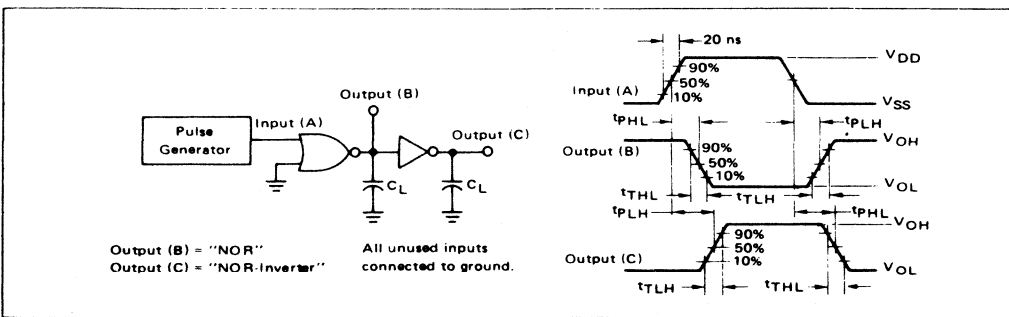 Pulse
Generator
Input (A)
Output (B)
Output (C)
CL
CL
Output (B) = "NOR"
Output (C) = "NOR-Inverter"
All unused inputs
connected to ground.
20 ns
VDD
90%
50%
10%
Input (A)
VSS
tPHL
tPLH
VOH
Output (B)
90%
50%
10%
VOL
tTHL
tTLH
tPLH
tPHL
VOH
90%
50%
10%
Output (C)
VOL
tTLH
tTHL